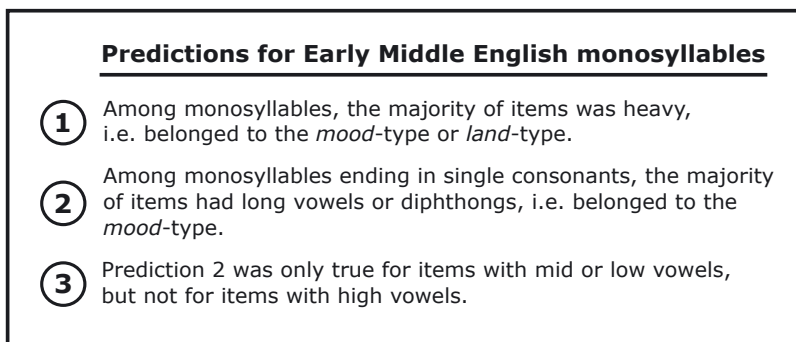 Predictions for Early Middle English monosyllables
1 Among monosyllables, the majority of items was heavy,
i.e. belonged to the mood-type or land-type.
2 Among monosyllables ending in single consonants, the majority
of items had long vowels or diphthongs, i.e. belonged to the
mood-type.
3 Prediction 2 was only true for items with mid or low vowels,
but not for items with high vowels.